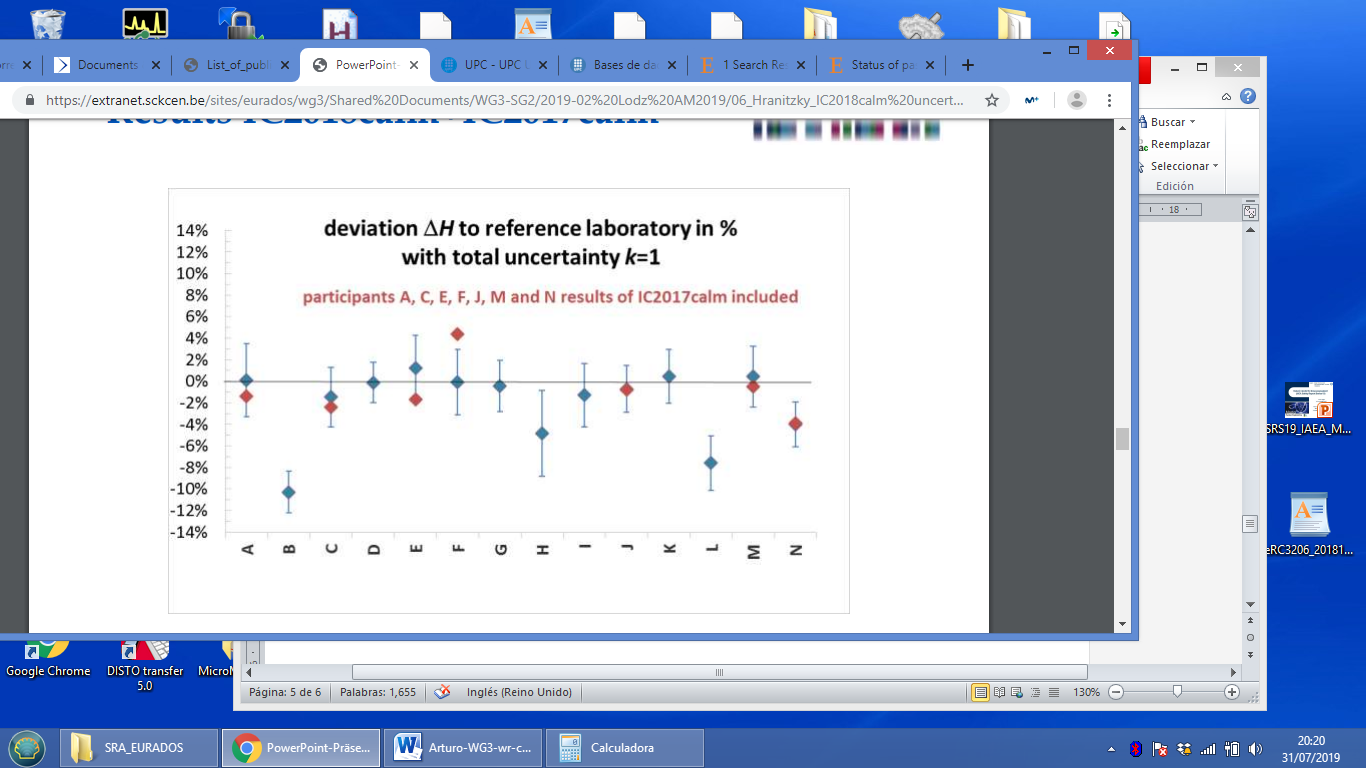 orre
Documents
List_of_publ
PowerPoint-
UPC - UPC U
Bases de da
1 Search Re
Status of pa
https://extranet.sckcen.be/sites/eurados/wg3/Shared%20Documents/WG3-SG2/2019-02%20Lodz%20AM2019/06_Hranitzky_IC2018calm%20uncert...
Buscar
Reemplazar
Seleccionar
Edición
18
deviation ΔH to reference laboratory in %
with total uncertainty k=1
participants A, C, E, F, J, M and N results of IC2017calm included
14%
12%
10%
8%
6%
4%
2%
0%
-2%
-4%
-6%
-8%
-10%
-12%
-14%
A B C D E F G H I J K L M N
SRS19_IAEA_M...
eRC3206_20181...
Google Chrome
DISTO transfer
5.0
MicroM
Página: 5 de 6 Palabras: 1,655 Inglés (Reino Unido) 130%
SRA_EURADOS
PowerPoint-Präse...
Arturo-WG3-wr-c...
Calculadora
20:20
31/07/2019